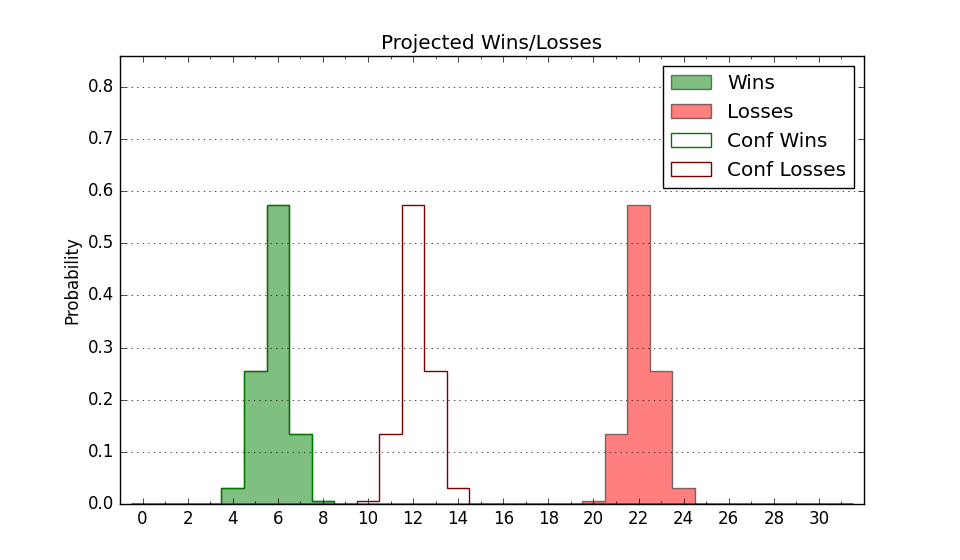 Projected Wins/Losses
Wins
Losses
Conf Wins
Conf Losses
Probability
0.8
0.7
0.6
0.5
0.4
0.3
0.2
0.1
0.0
0 2 4 6 8 10 12 14 16 18 20 22 24 26 28 30